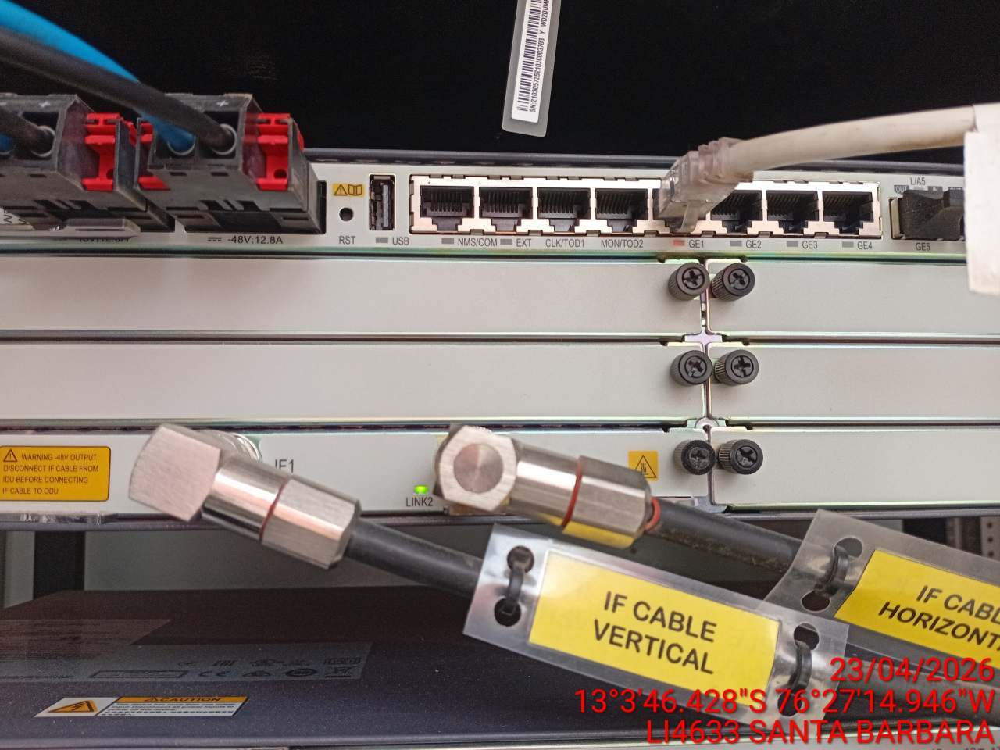 SN:210305725210JC003703 Y
-48V:12.8A
RST
USB
NMS/COM
EXT
CLK/TOD1
MON/TOD2
GE1
GE2
GE3
GE4
L/A5
GE5
WARNING -48V OUTPUT
DISCONNECT IF CABLE FROM
IDU BEFORE CONNECTING
IF CABLE TO ODU
IF1
LINK2
IF CABLE
VERTICAL
IF CABL
HORIZONT
CAUTION
23/04/2026
13°3'46.428"S 76°27'14.946"W
LI4633 SANTA BARBARA